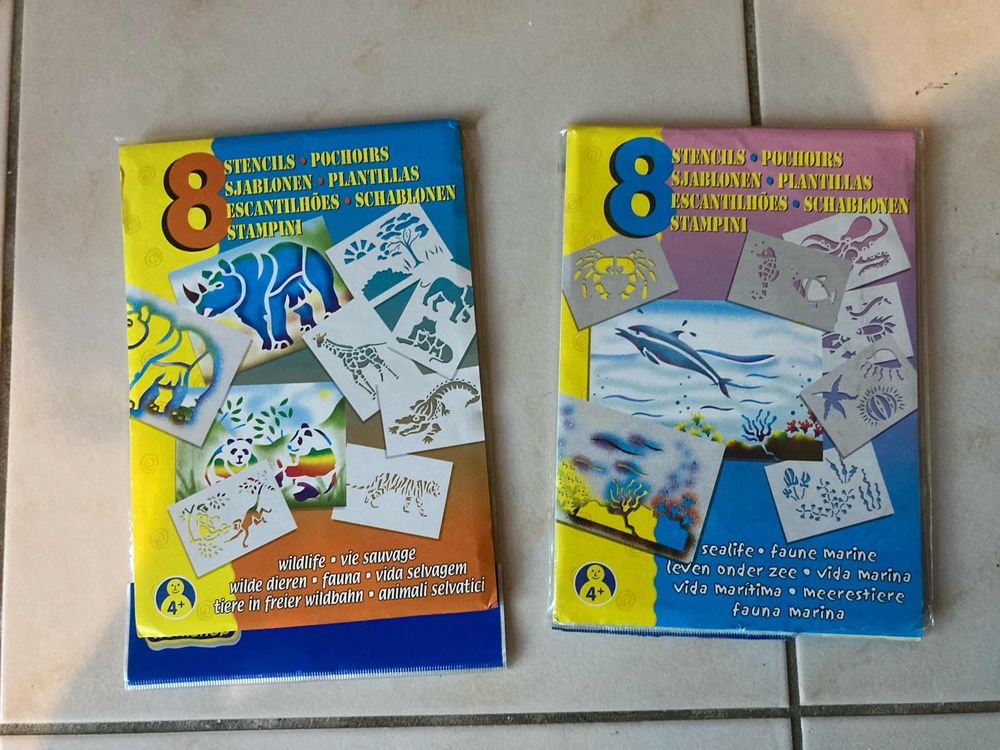 8 STENCILS • POCHOIRS
SJABLONEN • PLANTILLAS
ESCANTILHÕES • SCHABLONEN
STAMPINI
wildlife • vie sauvage
wilde dieren • fauna • vida selvagem
tiere in freier wildbahn • animali selvatici
4+
8 STENCILS • POCHOIRS
SJABLONEN • PLANTILLAS
ESCANTILHÕES • SCHABLONEN
STAMPINI
sealife • faune marine
leven onder zee • vida marina
vida marítima • meerestiere
fauna marina
4+